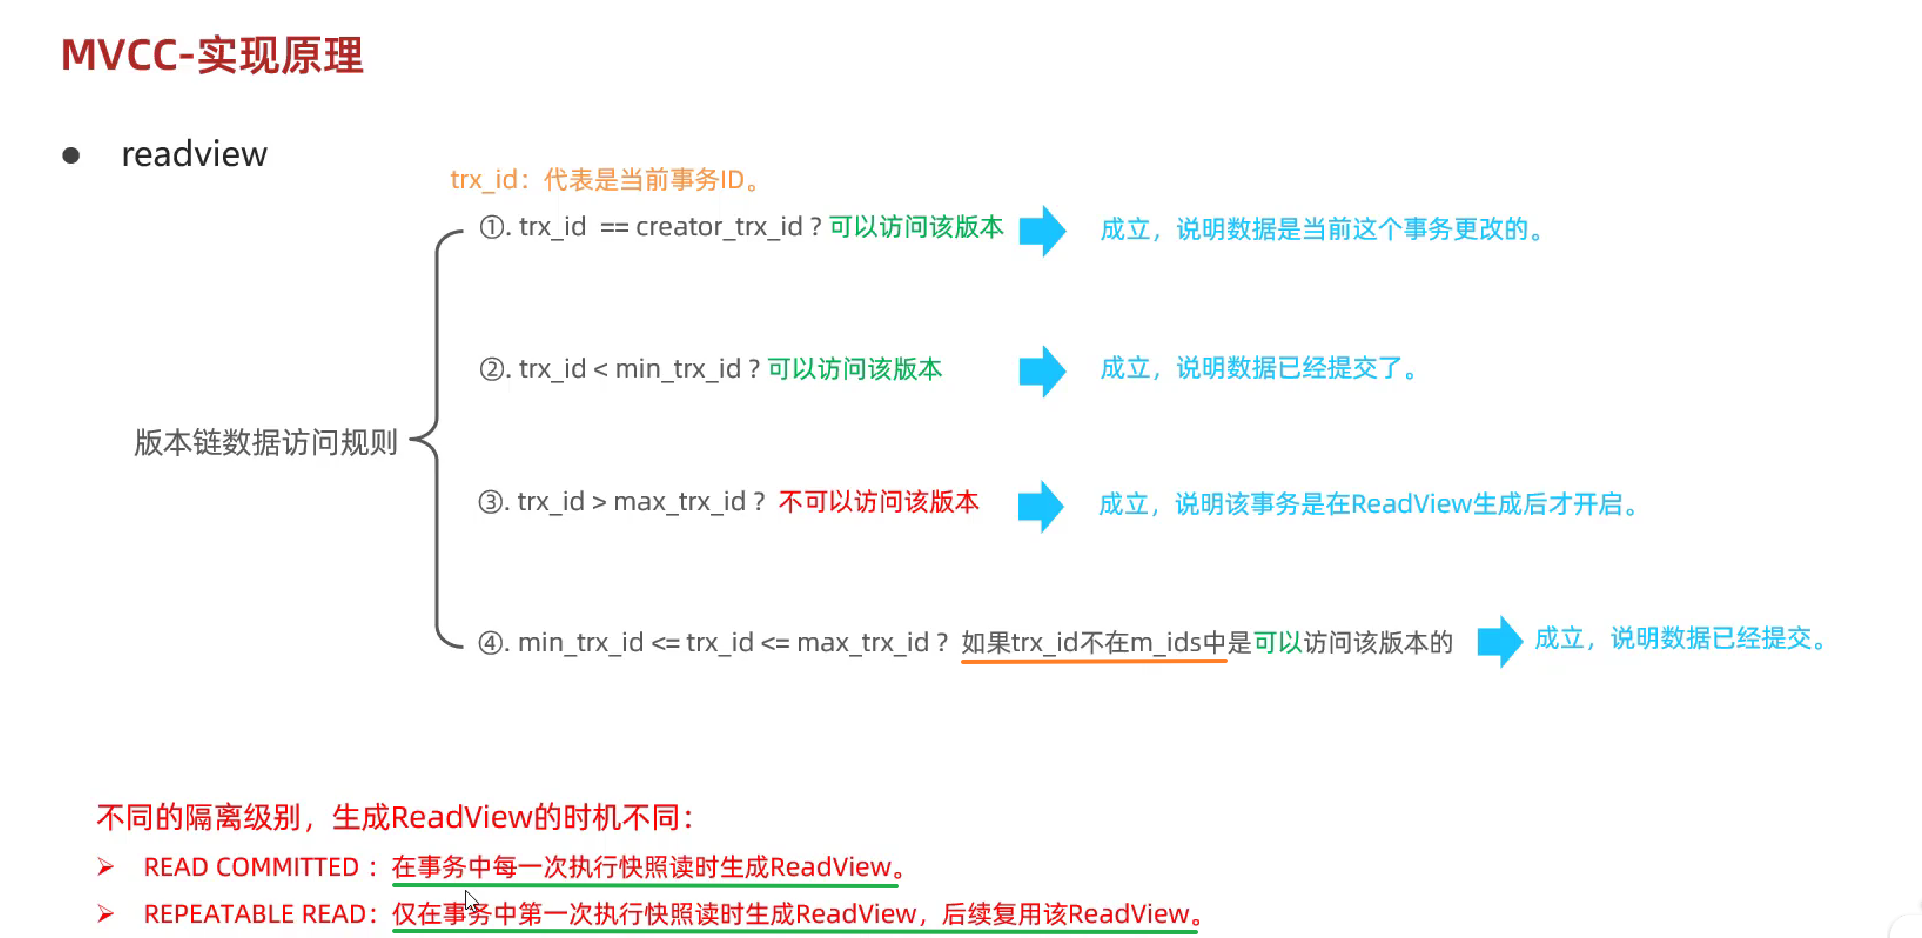 MVCC-实现原理
● readview
trx_id：代表是当前事务ID。
①. trx_id == creator_trx_id ? 可以访问该版本 成立，说明数据是当前这个事务更改的。
②. trx_id < min_trx_id ? 可以访问该版本 成立，说明数据已经提交了。
版本链数据访问规则
③. trx_id > max_trx_id ? 不可以访问该版本 成立，说明该事务是在ReadView生成后才开启。
④. min_trx_id <= trx_id <= max_trx_id ? 如果trx_id不在m_ids中是可以访问该版本的 成立，说明数据已经提交。
不同的隔离级别，生成ReadView的时机不同：
➢ READ COMMITTED ：在事务中每一次执行快照读时生成ReadView。
➢ REPEATABLE READ：仅在事务中第一次执行快照读时生成ReadView，后续复用该ReadView。